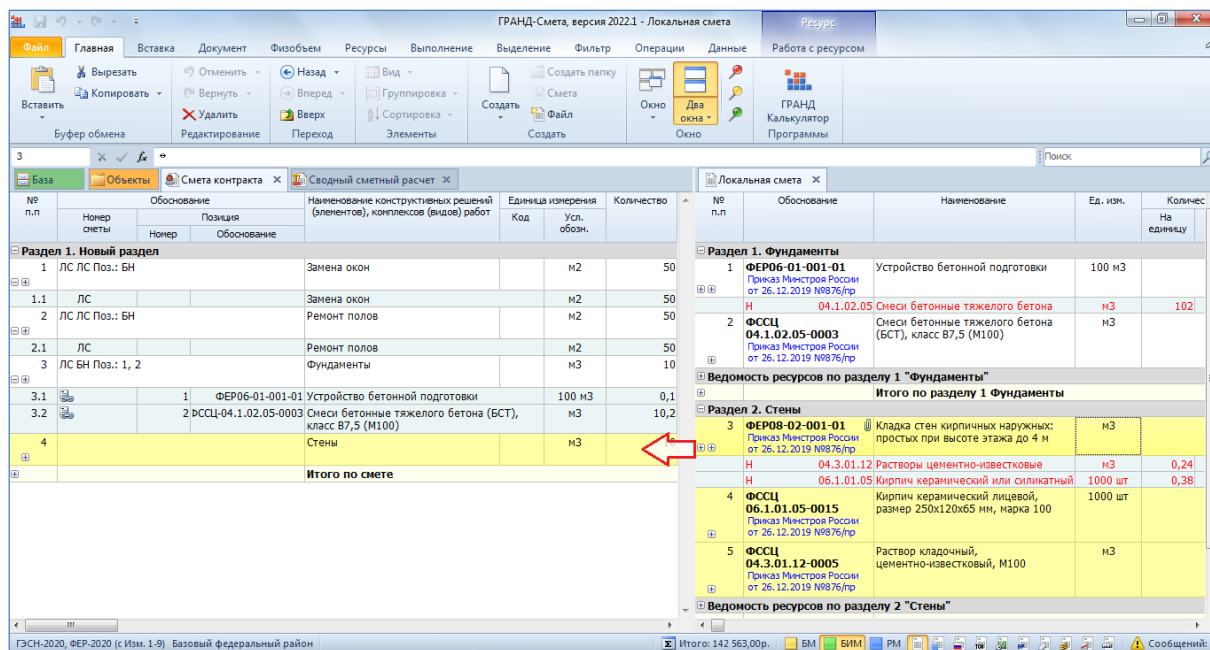 ГРАНД-Смета, версия 2022.1 - Локальная смета
Ресурс
Файл Главная Вставка Документ Физобъем Ресурсы Выполнение Выделение Фильтр Операции Данные Работа с ресурсом
Вставить
Вырезать
Копировать
Буфер обмена
Отменить
Вернуть
Удалить
Редактирование
Назад
Вперед
Вверх
Переход
Вид
Группировка
Сортировка
Элементы
Создать
Создать папку
Смета
Файл
Создать
Окно
Два окна
Окно
ГРАНД Калькулятор
Программы
3 fx
Поиск
База Объекты Смета контракта Сводный сметный расчет
№ п.п
Обоснование
Номер сметы
Позиция
Номер
Обоснование
Наименование конструктивных решений (элементов), комплексов (видов) работ
Единица измерения
Код
Усл. обозн.
Количество
Раздел 1. Новый раздел
1 ЛС ЛС Поз.: БН Замена окон м2 50
1.1 ЛС Замена окон м2 50
2 ЛС ЛС Поз.: БН Ремонт полов м2 50
2.1 ЛС Ремонт полов м2 50
3 ЛС БН Поз.: 1, 2 Фундаменты м3 10
3.1 1 ФЕР06-01-001-01 Устройство бетонной подготовки 100 м3 0,1
3.2 2 ФССЦ-04.1.02.05-0003 Смеси бетонные тяжелого бетона (БСТ), м3 10,2
класс В7,5 (М100)
4 Стены м3
Итого по смете
Локальная смета
№ п.п
Обоснование
Наименование
Ед. изм.
Количес
На единицу
Раздел 1. Фундаменты
1 ФЕР06-01-001-01 Устройство бетонной подготовки 100 м3
Приказ Минстроя России
от 26.12.2019 №876/пр
Н 04.1.02.05 Смеси бетонные тяжелого бетона м3 102
2 ФССЦ Смеси бетонные тяжелого бетона м3
04.1.02.05-0003 (БСТ), класс В7,5 (М100)
Приказ Минстроя России
от 26.12.2019 №876/пр
Ведомость ресурсов по разделу 1 "Фундаменты"
Итого по разделу 1 Фундаменты
Раздел 2. Стены
3 ФЕР08-02-001-01 Кладка стен кирпичных наружных: м3
Приказ Минстроя России простых при высоте этажа до 4 м
от 26.12.2019 №876/пр
Н 04.3.01.12 Растворы цементно-известковые м3 0,24
Н 06.1.01.05 Кирпич керамический или силикатный 1000 шт 0,38
4 ФССЦ Кирпич керамический лицевой, 1000 шт
06.1.01.05-0015 размер 250х120х65 мм, марка 100
Приказ Минстроя России
от 26.12.2019 №876/пр
5 ФССЦ Раствор кладочный, м3
04.3.01.12-0005 цементно-известковый, М100
Приказ Минстроя России
от 26.12.2019 №876/пр
Ведомость ресурсов по разделу 2 "Стены"
ГЭСН-2020, ФЕР-2020 (с Изм. 1-9) Базовый федеральный район
Итого: 142 563,00р. БМ БИМ РМ Сообщений: